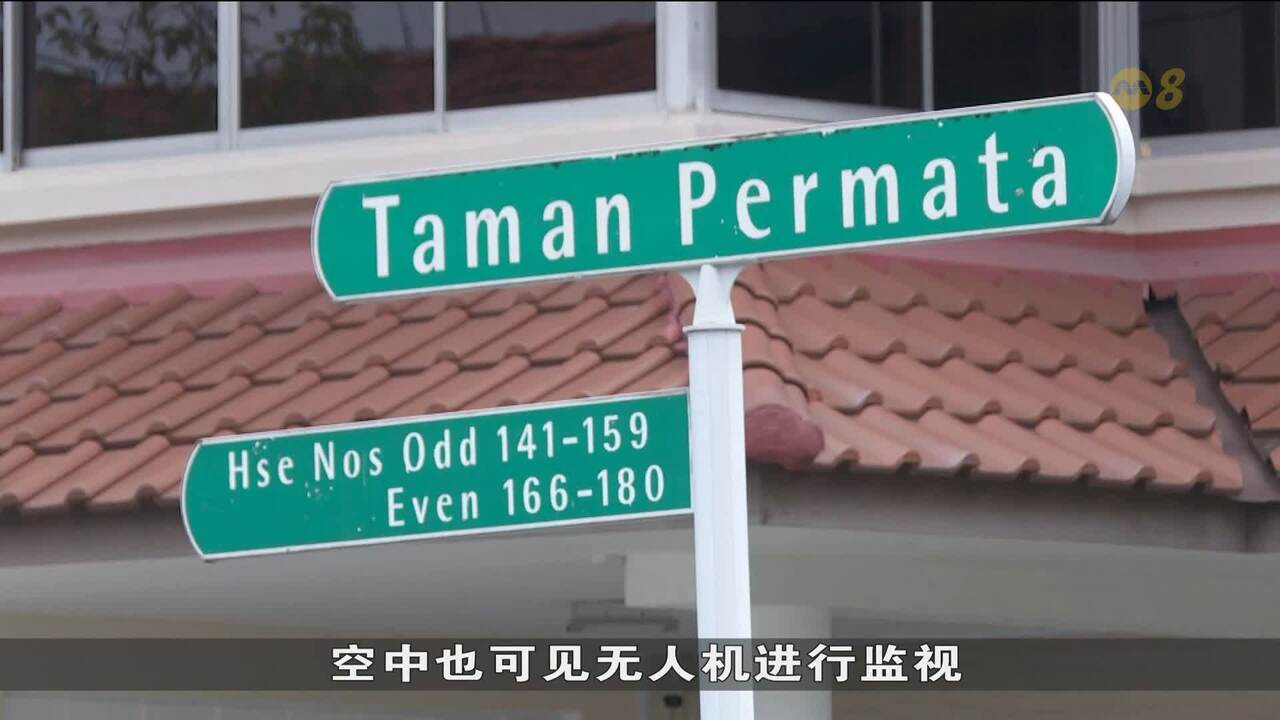 8
Taman Permata
Hse Nos Odd 141-159
Even 166-180
空中也可见无人机进行监视